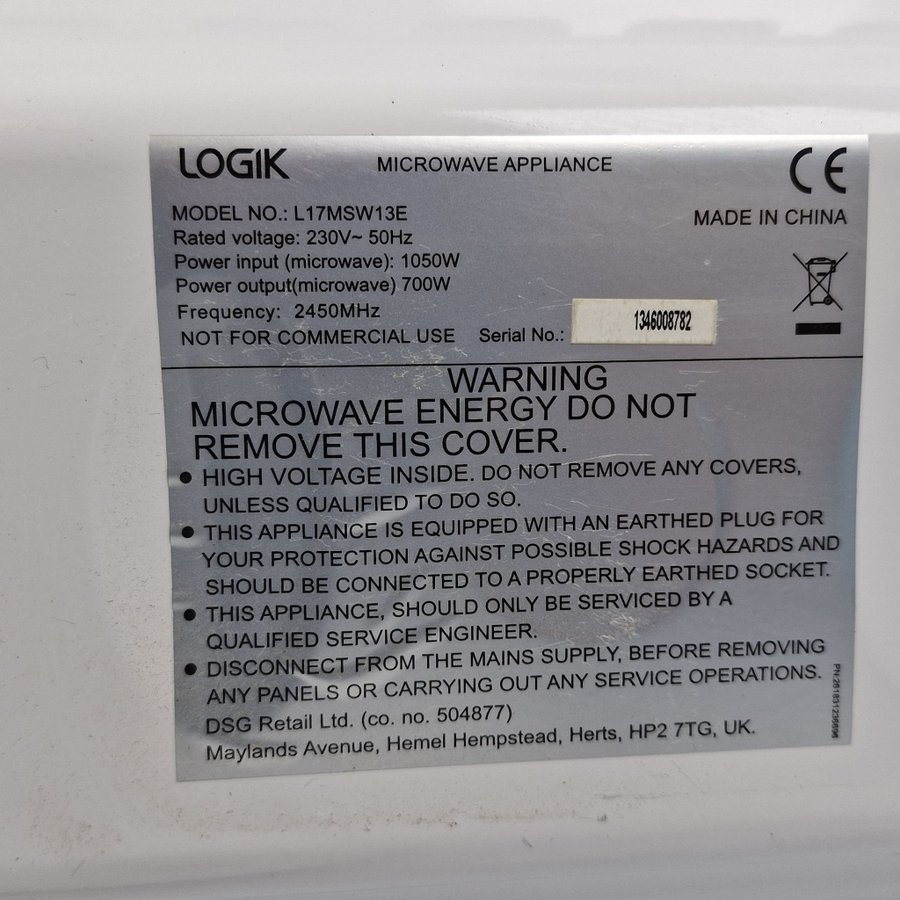 LOGIK MICROWAVE APPLIANCE CE
MODEL NO.: L17MSW13E
MADE IN CHINA
Rated voltage: 230V~ 50Hz
Power input (microwave): 1050W
Power output(microwave) 700W
Frequency: 2450MHz
NOT FOR COMMERCIAL USE Serial No.: 1346008782
WARNING
MICROWAVE ENERGY DO NOT
REMOVE THIS COVER.
● HIGH VOLTAGE INSIDE. DO NOT REMOVE ANY COVERS,
UNLESS QUALIFIED TO DO SO.
● THIS APPLIANCE IS EQUIPPED WITH AN EARTHED PLUG FOR
YOUR PROTECTION AGAINST POSSIBLE SHOCK HAZARDS AND
SHOULD BE CONNECTED TO A PROPERLY EARTHED SOCKET.
● THIS APPLIANCE, SHOULD ONLY BE SERVICED BY A
QUALIFIED SERVICE ENGINEER.
● DISCONNECT FROM THE MAINS SUPPLY, BEFORE REMOVING
ANY PANELS OR CARRYING OUT ANY SERVICE OPERATIONS.
DSG Retail Ltd. (co. no. 504877)
Maylands Avenue, Hemel Hempstead, Herts, HP2 7TG, UK.